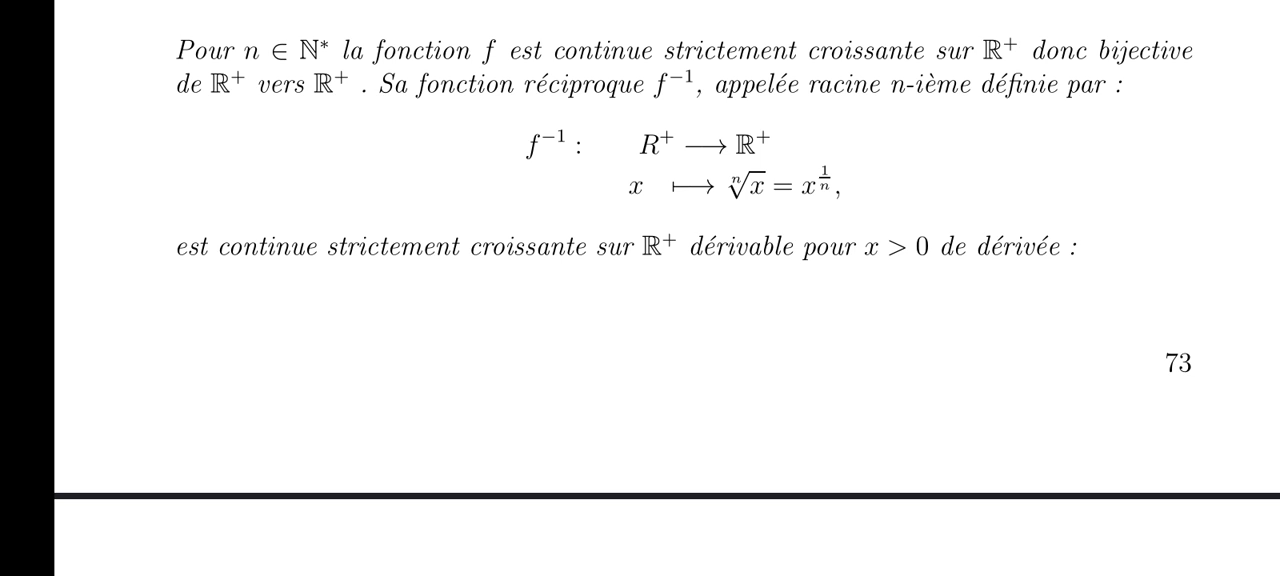 Pour n ∈ ℕ* la fonction f est continue strictement croissante sur ℝ⁺ donc bijective
de ℝ⁺ vers ℝ⁺ . Sa fonction réciproque f⁻¹, appelée racine n-ième définie par :
f⁻¹ : R⁺ ⟶ ℝ⁺
x ⟼ ⁿ√x = x^{1/n},
est continue strictement croissante sur ℝ⁺ dérivable pour x > 0 de dérivée :
73